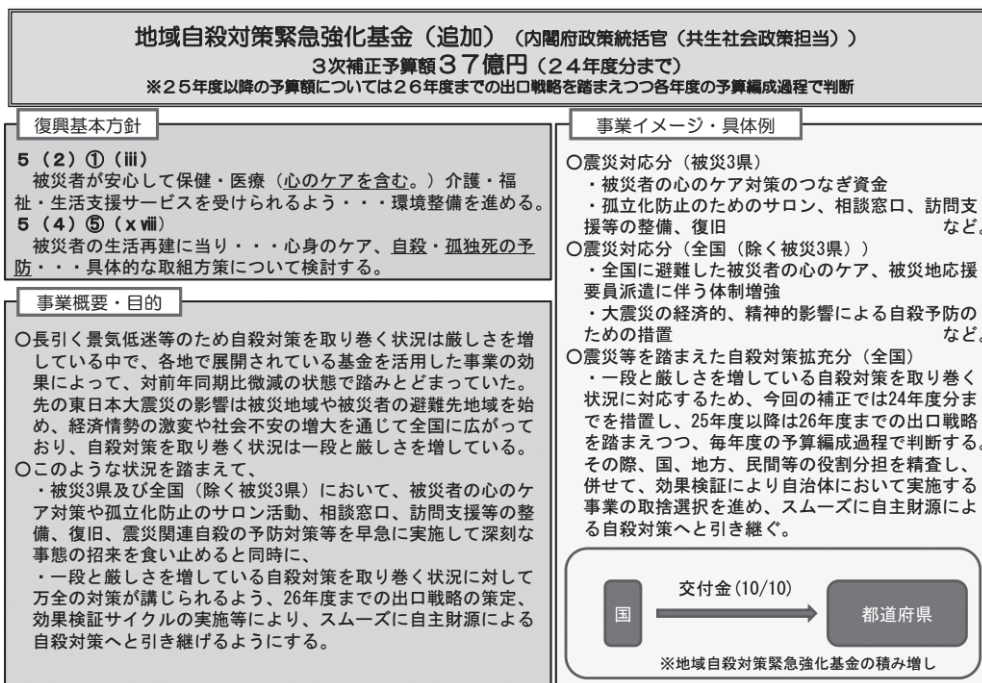 地域自殺対策緊急強化基金（追加）（内閣府政策統括官（共生社会政策担当））
３次補正予算額３７億円（２４年度分まで）
※２５年度以降の予算額については２６年度までの出口戦略を踏まえつつ各年度の予算編成過程で判断
復興基本方針
５（２）①（ⅲ）
被災者が安心して保健・医療（心のケアを含む。）介護・福
祉・生活支援サービスを受けられるよう・・・環境整備を進める。
５（４）⑤（ｘⅷ）
被災者の生活再建に当り・・・心身のケア、自殺・孤独死の予
防・・・具体的な取組方策について検討する。
事業概要・目的
○長引く景気低迷等のため自殺対策を取り巻く状況は厳しさを増
している中で、各地で展開されている基金を活用した事業の効
果によって、対前年同期比微減の状態で踏みとどまっていた。
先の東日本大震災の影響は被災地域や被災者の避難先地域を始
め、経済情勢の激変や社会不安の増大を通じて全国に広がって
おり、自殺対策を取り巻く状況は一段と厳しさを増している。
○このような状況を踏まえて、
・被災3県及び全国（除く被災3県）において、被災者の心のケ
ア対策や孤立化防止のサロン活動、相談窓口、訪問支援等の整
備、復旧、震災関連自殺の予防対策等を早急に実施して深刻な
事態の招来を食い止めると同時に、
・一段と厳しさを増している自殺対策を取り巻く状況に対して
万全の対策が講じられるよう、26年度までの出口戦略の策定、
効果検証サイクルの実施等により、スムーズに自主財源による
自殺対策へと引き継げるようにする。
事業イメージ・具体例
○震災対応分（被災3県）
・被災者の心のケア対策のつなぎ資金
・孤立化防止のためのサロン、相談窓口、訪問支
援等の整備、復旧 など。
○震災対応分（全国（除く被災3県））
・全国に避難した被災者の心のケア、被災地応援
要員派遣に伴う体制増強
・大震災の経済的、精神的影響による自殺予防の
ための措置 など。
○震災等を踏まえた自殺対策拡充分（全国）
・一段と厳しさを増している自殺対策を取り巻く
状況に対応するため、今回の補正では24年度分ま
でを措置し、25年度以降は26年度までの出口戦略
を踏まえつつ、毎年度の予算編成過程で判断する。
その際、国、地方、民間等の役割分担を精査し、
併せて、効果検証により自治体において実施する
事業の取捨選択を進め、スムーズに自主財源によ
る自殺対策へと引き継ぐ。
国
交付金(10/10)
都道府県
※地域自殺対策緊急強化基金の積み増し